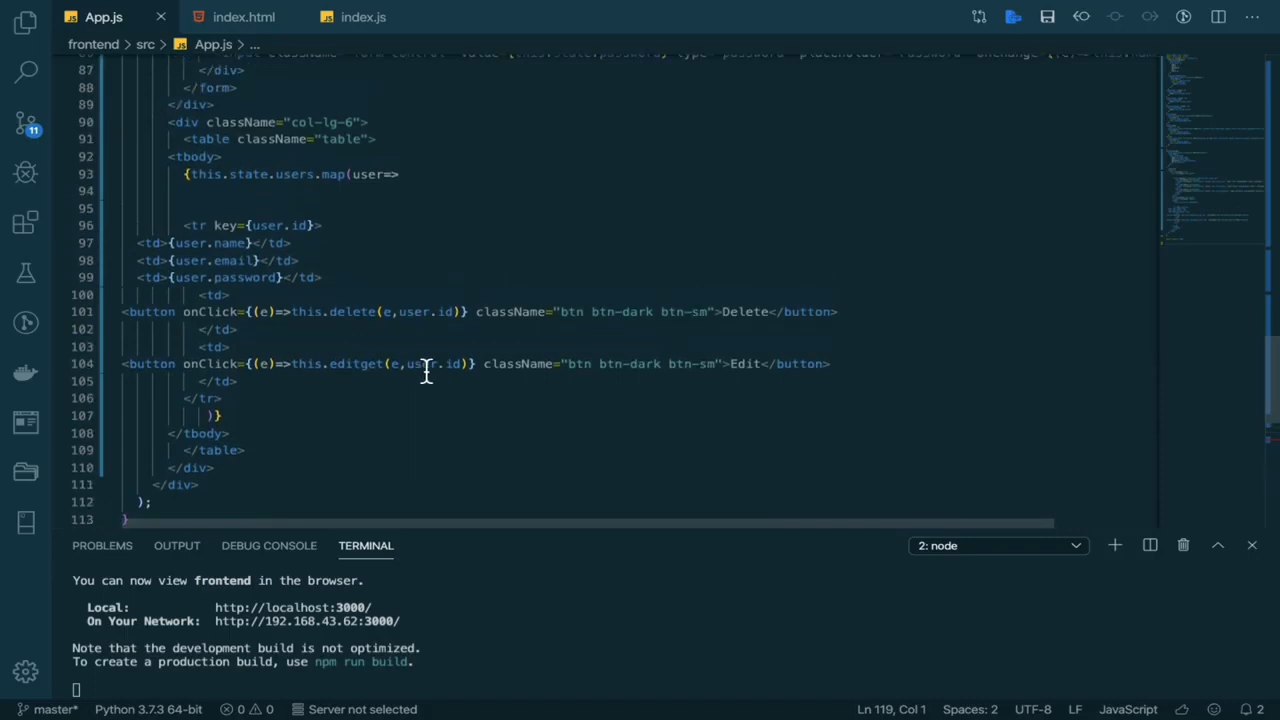 App.js
index.html
index.js
frontend > src > App.js > ...
87 </div>
88 </form>
89 </div>
90 <div className="col-lg-6">
91 <table className="table">
92 <tbody>
93 {this.state.users.map(user=>
94
95
96 <tr key={user.id}>
97 <td>{user.name}</td>
98 <td>{user.email}</td>
99 <td>{user.password}</td>
100 <td>
101 <button onClick={(e)=>this.delete(e,user.id)} className="btn btn-dark btn-sm">Delete</button>
102 </td>
103 <td>
104 <button onClick={(e)=>this.editget(e,user.id)} className="btn btn-dark btn-sm">Edit</button>
105 </td>
106 </tr>
107 )}
108 </tbody>
109 </table>
110 </div>
111 </div>
112 );
113 }
11
PROBLEMS OUTPUT DEBUG CONSOLE TERMINAL 2: node
You can now view frontend in the browser.
Local: http://localhost:3000/
On Your Network: http://192.168.43.62:3000/
Note that the development build is not optimized.
To create a production build, use npm run build.
master* Python 3.7.3 64-bit 0 0 Server not selected Ln 119, Col 1 Spaces: 2 UTF-8 LF JavaScript 2